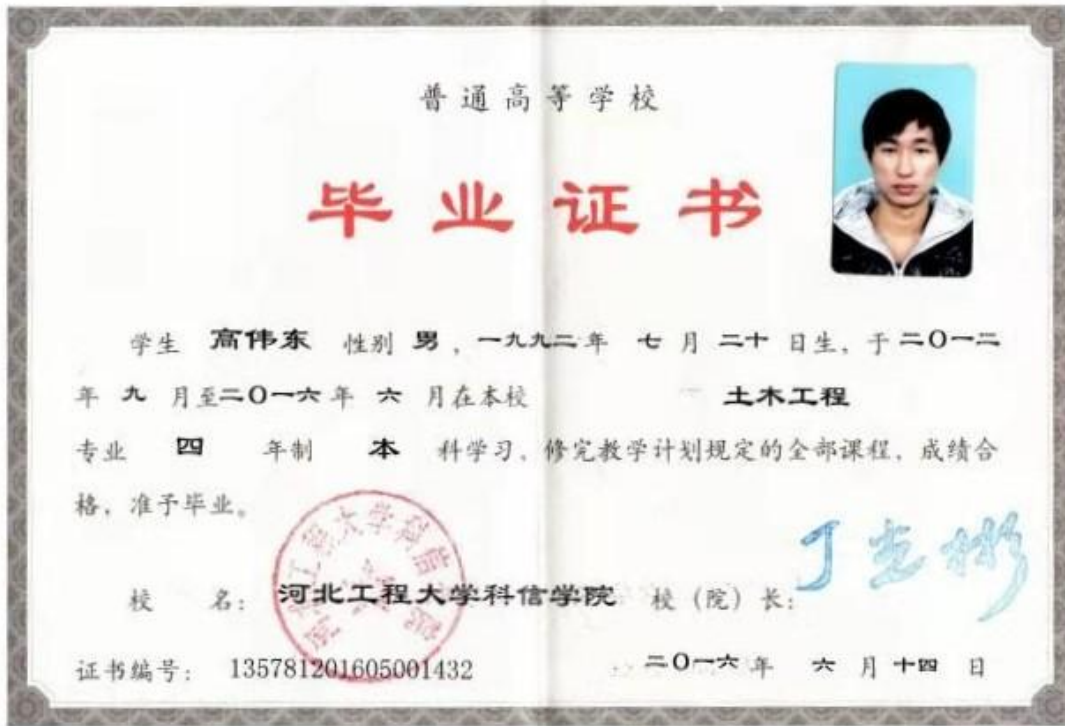 普通高等学校
毕业证书
学生 高伟东 性别 男，一九九二年 七 月 二十 日生，于二〇一二
年 九 月至二〇一六年 六 月在本校 土木工程
专业 四 年制 本 科学习，修完教学计划规定的全部课程，成绩合
格，准予毕业。
校 名：河北工程大学科信学院 校（院）长：
证书编号：135781201605001432 二〇一六年 六 月 十四 日